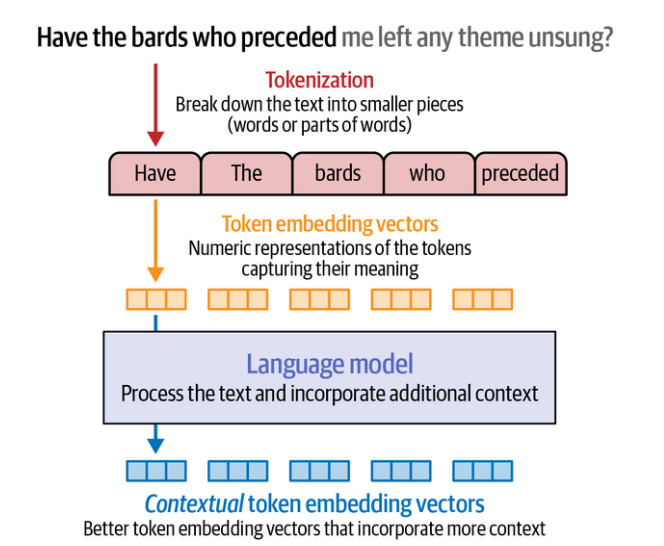 Have the bards who preceded me left any theme unsung?
Tokenization
Break down the text into smaller pieces
(words or parts of words)
Have The bards who preceded
Token embedding vectors
Numeric representations of the tokens
capturing their meaning
Language model
Process the text and incorporate additional context
Contextual token embedding vectors
Better token embedding vectors that incorporate more context